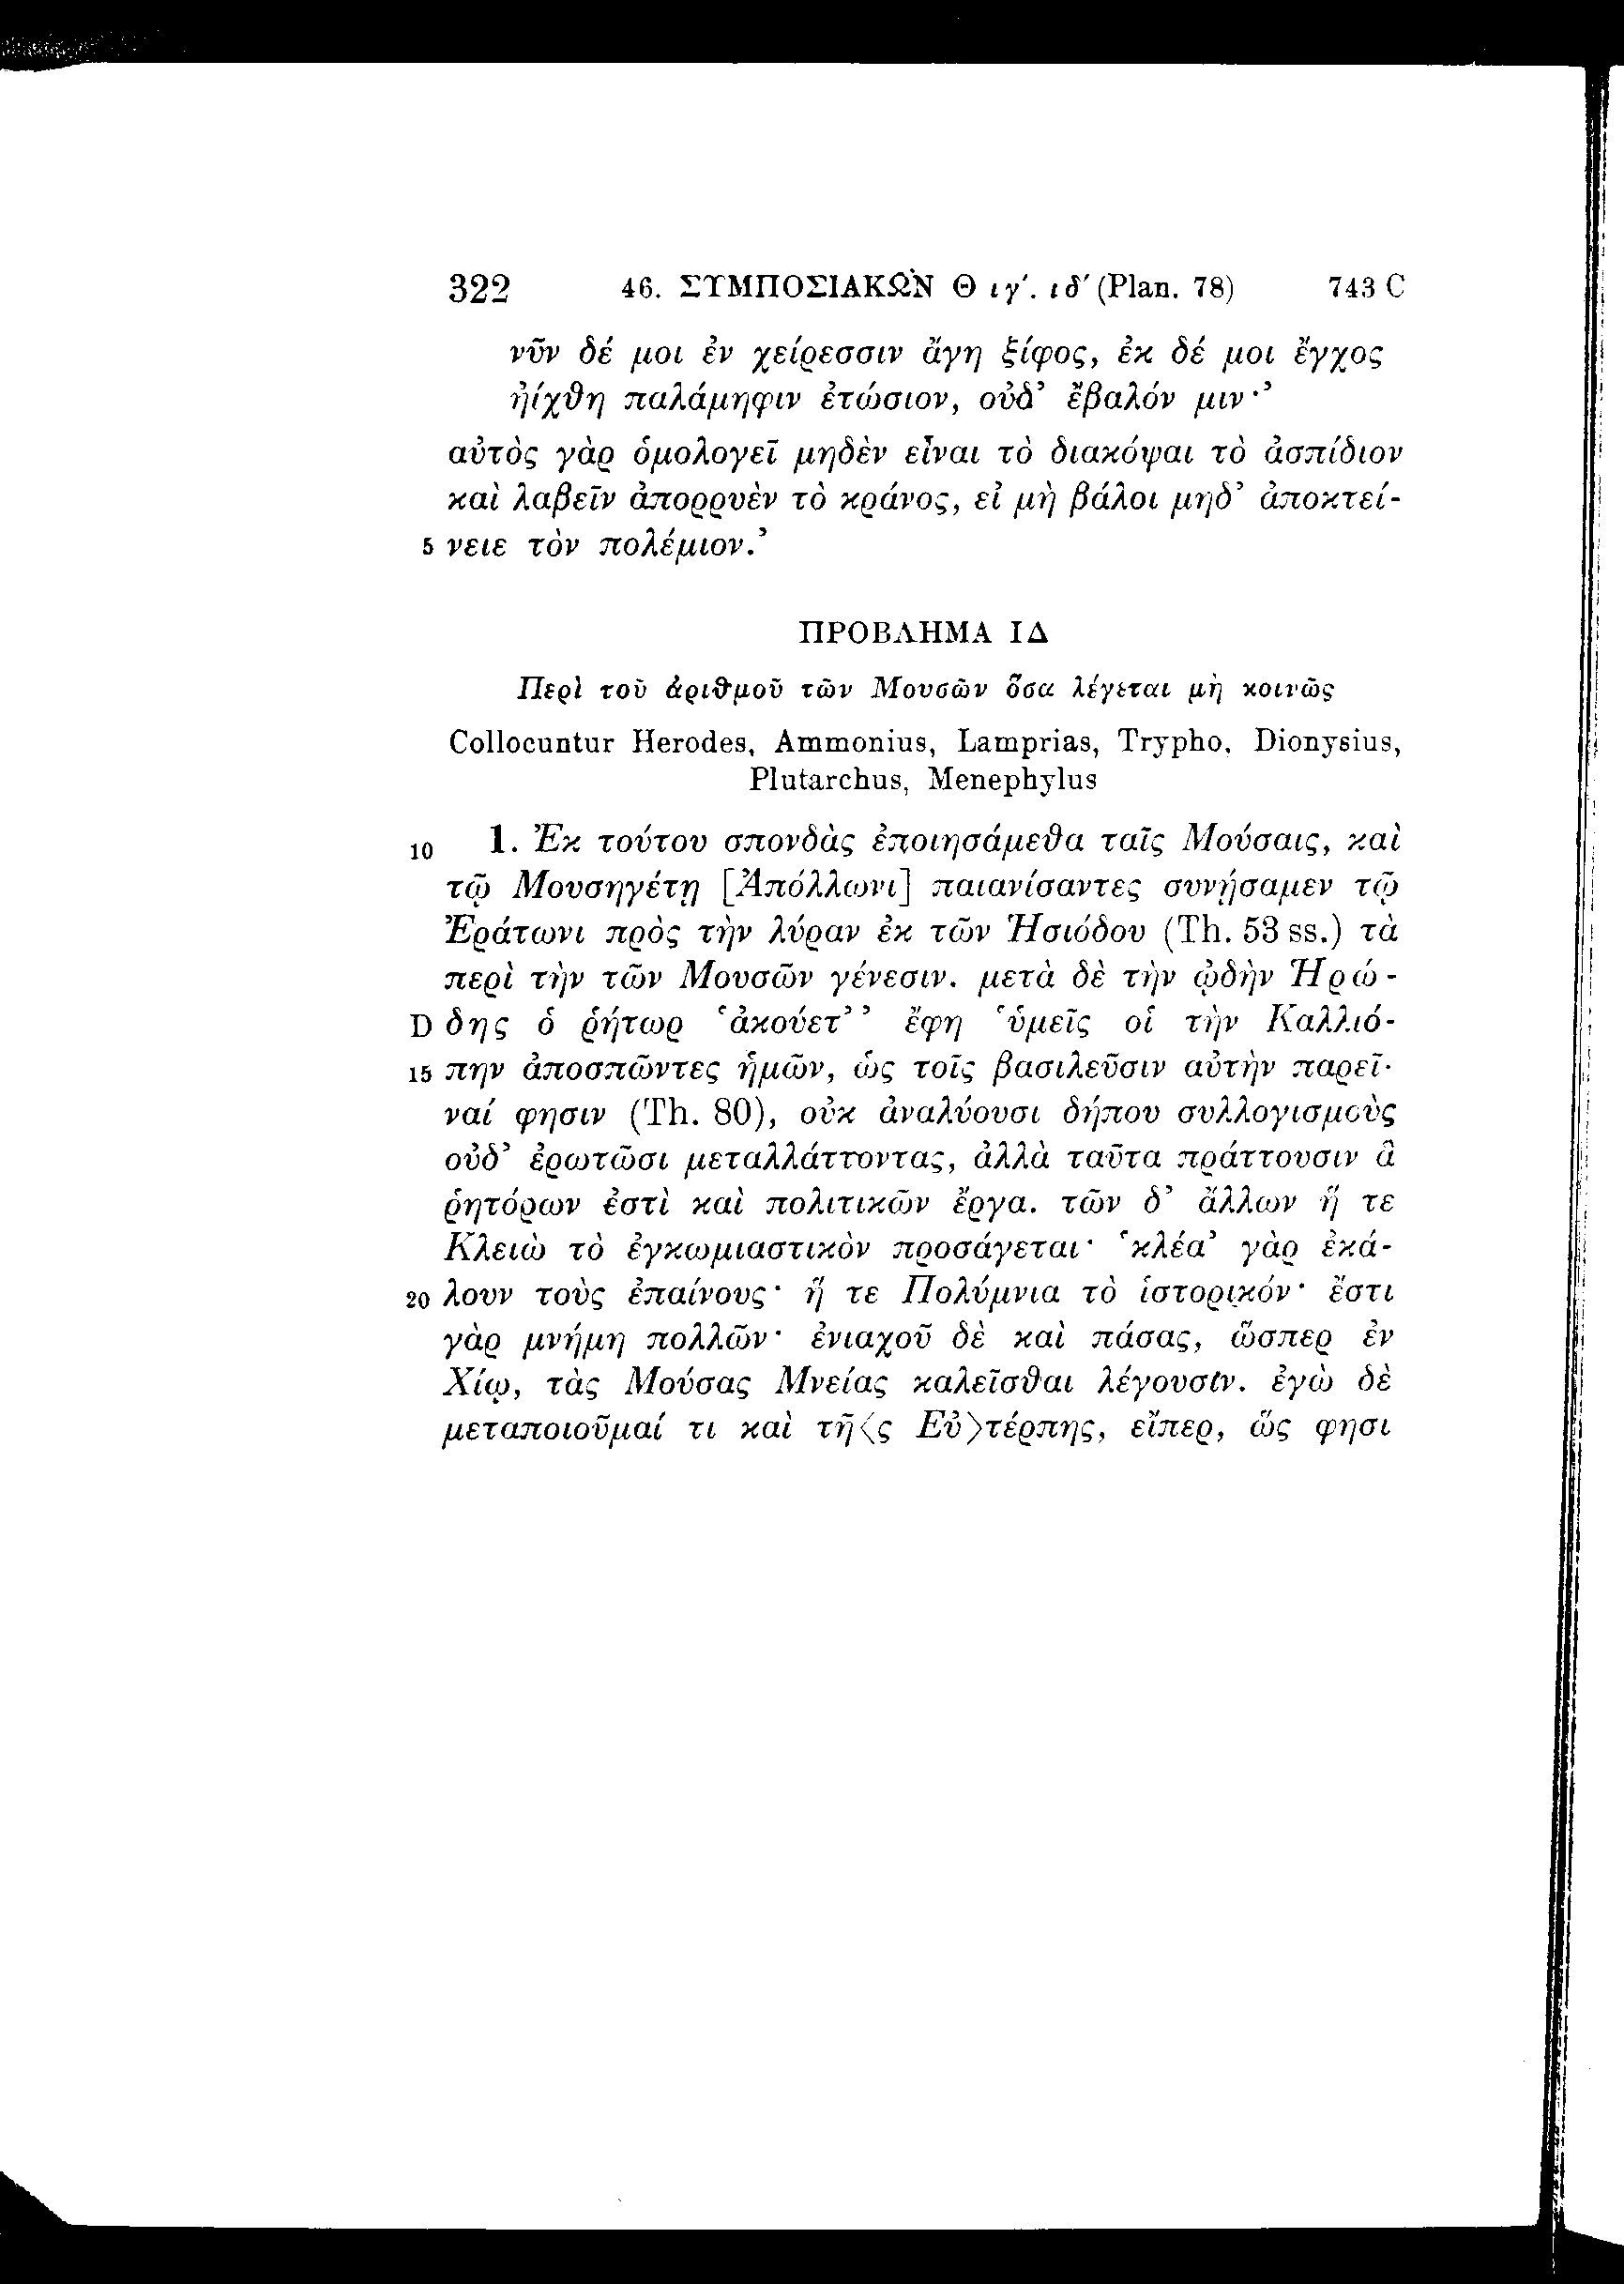 322 46. ΣΥΜΠΟΣΙΑΚΩΝ Θ ιγ′. ιδ′ (Plan. 78) 743 C
νῦν δέ μοι ἐν χείρεσσιν ἄγη ξίφος, ἐκ δέ μοι ἔγχος
ἠίχθη παλάμηφιν ἐτώσιον, οὐδ’ ἔβαλόν μιν·’
αὐτὸς γὰρ ὁμολογεῖ μηδὲν εἶναι τὸ διακόψαι τὸ ἀσπίδιον
καὶ λαβεῖν ἀπορρυὲν τὸ κράνος, εἰ μὴ βάλοι μηδ’ ἀποκτεί-
5 νειε τὸν πολέμιον.’
ΠΡΟΒΛΗΜΑ ΙΔ
Περὶ τοῦ ἀριθμοῦ τῶν Μουσῶν ὅσα λέγεται μὴ κοινῶς
Collocuntur Herodes, Ammonius, Lamprias, Trypho, Dionysius,
Plutarchus, Menephylus
10 1. Ἐκ τούτου σπονδὰς ἐποιησάμεθα ταῖς Μούσαις, καὶ
τῷ Μουσηγέτῃ [Ἀπόλλωνι] παιανίσαντες συνῄσαμεν τῷ
Ἐράτωνι πρὸς τὴν λύραν ἐκ τῶν Ἡσιόδου (Th. 53 ss.) τὰ
περὶ τὴν τῶν Μουσῶν γένεσιν. μετὰ δὲ τὴν ᾠδὴν Ἡρώ-
D δης ὁ ῥήτωρ ‘ἀκούετ’’ ἔφη ‘ὑμεῖς οἱ τὴν Καλλιό-
15 πην ἀποσπῶντες ἡμῶν, ὡς τοῖς βασιλεῦσιν αὐτὴν παρεῖ-
ναί φησιν (Th. 80), οὐκ ἀναλύουσι δήπου συλλογισμοὺς
οὐδ’ ἐρωτῶσι μεταλλάττοντας, ἀλλὰ ταῦτα πράττουσιν ἃ
ῥητόρων ἐστὶ καὶ πολιτικῶν ἔργα. τῶν δ’ ἄλλων ἥ τε
Κλειὼ τὸ ἐγκωμιαστικὸν προσάγεται· ‘κλέα’ γὰρ ἐκά-
20 λουν τοὺς ἐπαίνους· ἥ τε Πολύμνια τὸ ἱστορικόν· ἔστι
γὰρ μνήμη πολλῶν· ἐνιαχοῦ δὲ καὶ πάσας, ὥσπερ ἐν
Χίῳ, τὰς Μούσας Μνείας καλεῖσθαι λέγουσιν. ἐγὼ δὲ
μεταποιοῦμαί τι καὶ τῆ⟨ς Εὐ⟩τέρπης, εἴπερ, ὥς φησι